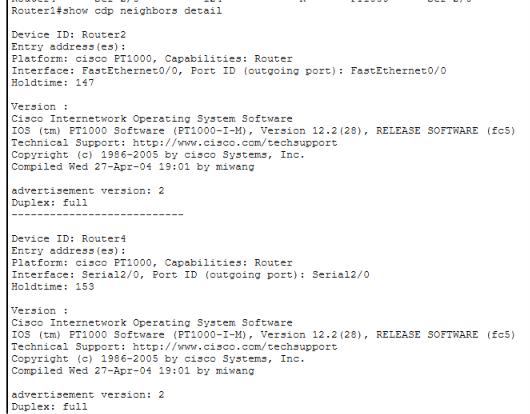 Router1#show cdp neighbors detail
Device ID: Router2
Entry address(es):
Platform: cisco PT1000, Capabilities: Router
Interface: FastEthernet0/0, Port ID (outgoing port): FastEthernet0/0
Holdtime: 147
Version :
Cisco Internetwork Operating System Software
IOS (tm) PT1000 Software (PT1000-I-M), Version 12.2(28), RELEASE SOFTWARE (fc5)
Technical Support: http://www.cisco.com/techsupport
Copyright (c) 1986-2005 by cisco Systems, Inc.
Compiled Wed 27-Apr-04 19:01 by miwang
advertisement version: 2
Duplex: full
---------------------------
Device ID: Router4
Entry address(es):
Platform: cisco PT1000, Capabilities: Router
Interface: Serial2/0, Port ID (outgoing port): Serial2/0
Holdtime: 153
Version :
Cisco Internetwork Operating System Software
IOS (tm) PT1000 Software (PT1000-I-M), Version 12.2(28), RELEASE SOFTWARE (fc5)
Technical Support: http://www.cisco.com/techsupport
Copyright (c) 1986-2005 by cisco Systems, Inc.
Compiled Wed 27-Apr-04 19:01 by miwang
advertisement version: 2
Duplex: full